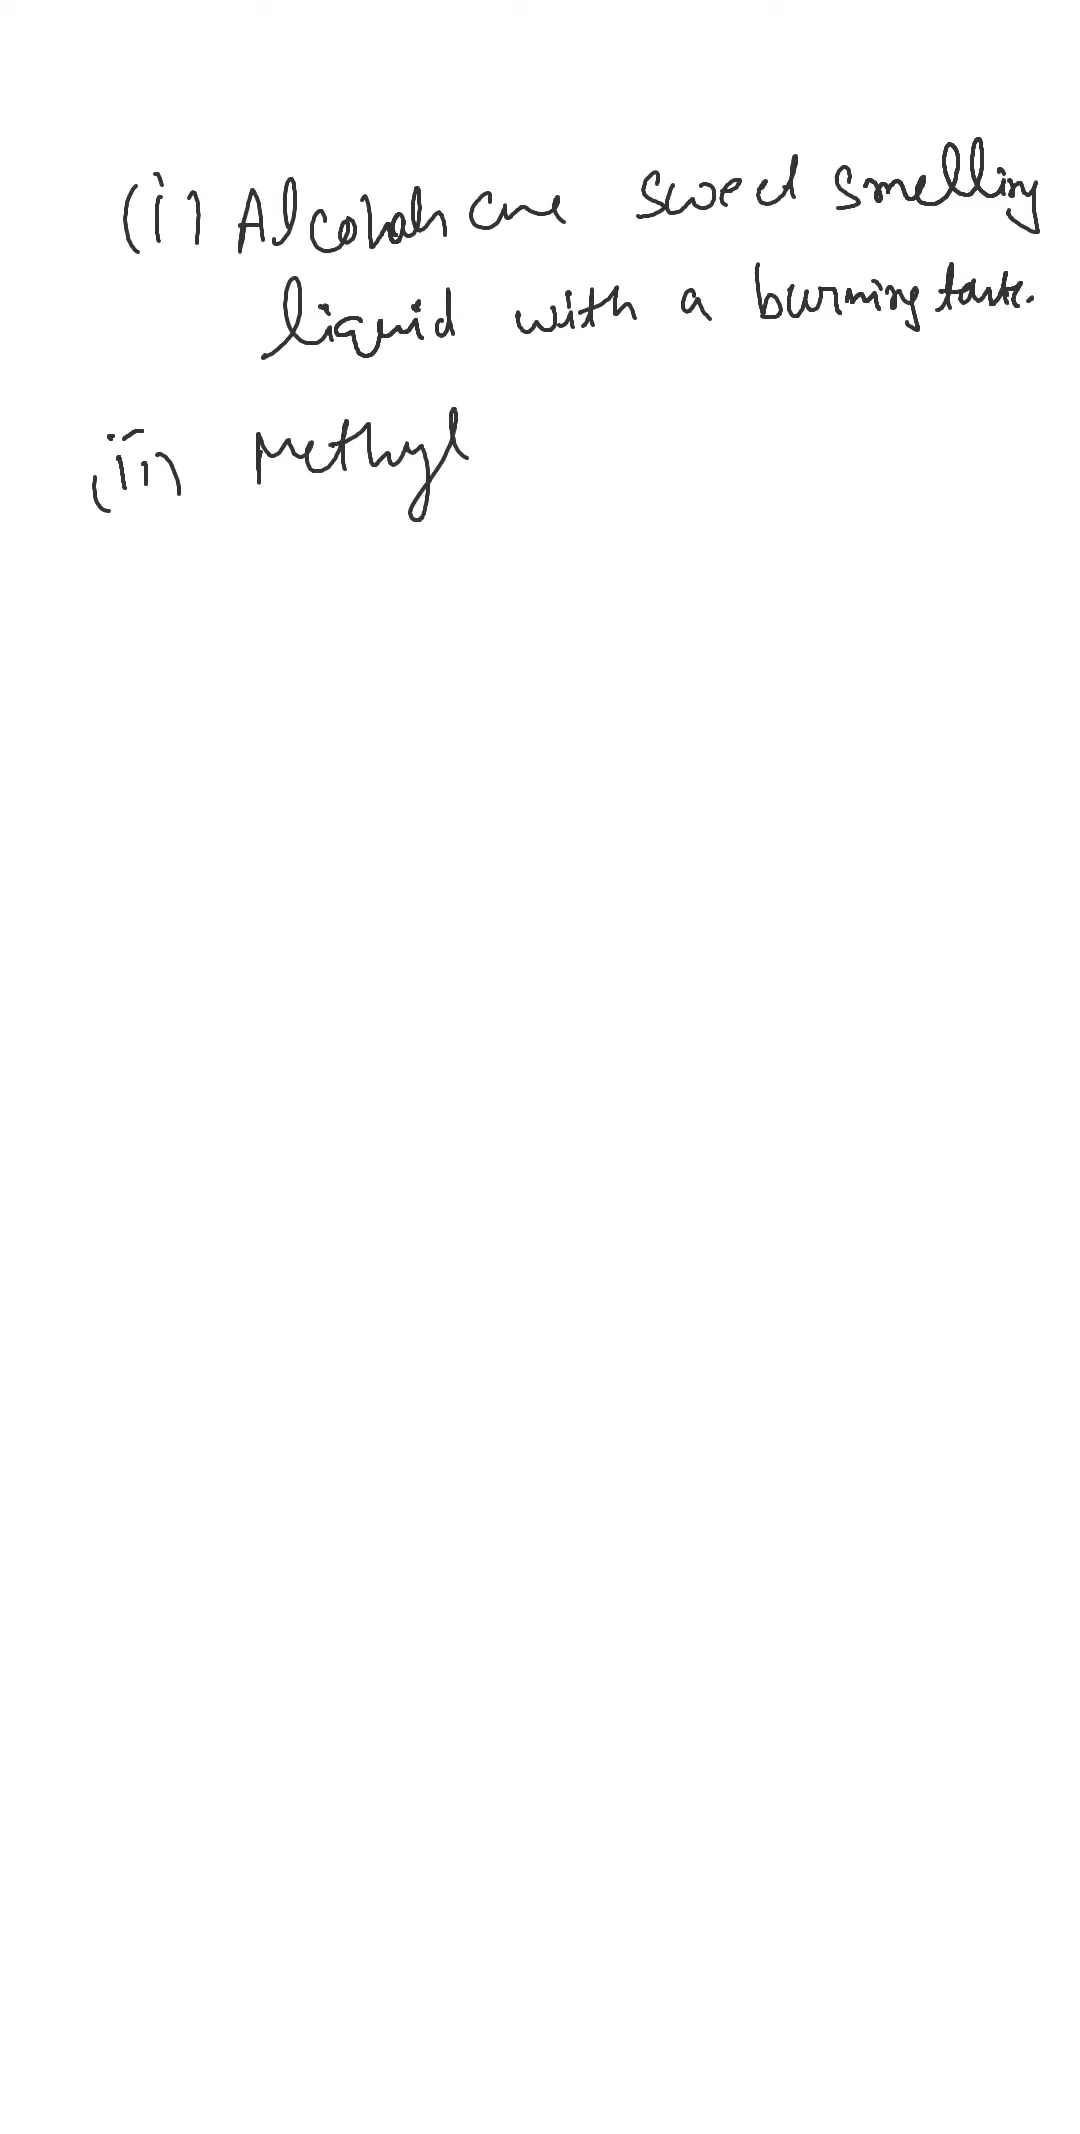 (i) Alcohols are sweet smelling
liquid with a burning taste.
(ii) Methyl